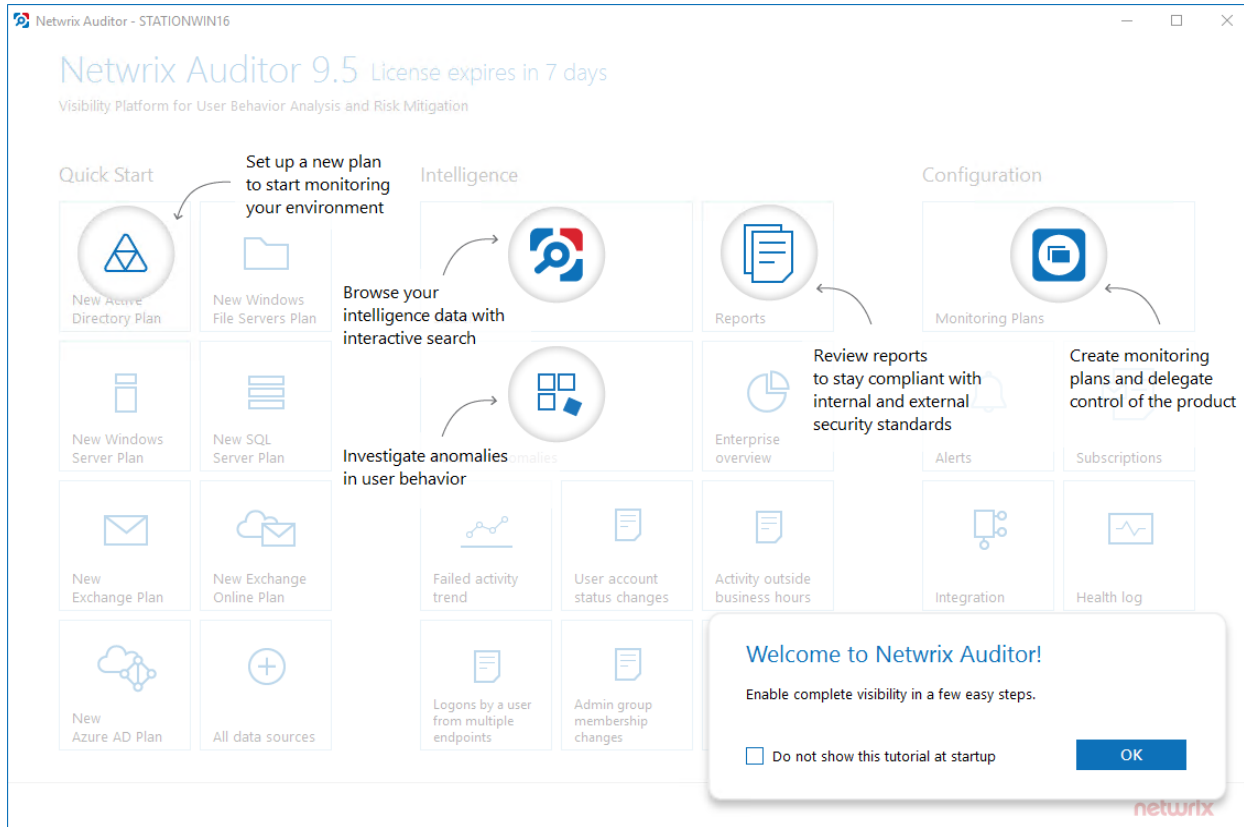 Netwrix Auditor - STATIONWIN16
Netwrix Auditor 9.5 License expires in 7 days
Visibility Platform for User Behavior Analysis and Risk Mitigation
Quick Start
Set up a new plan
to start monitoring
your environment
New Active
Directory Plan
New Windows
File Servers Plan
New Windows
Server Plan
New SQL
Server Plan
New
Exchange Plan
New Exchange
Online Plan
New
Azure AD Plan
All data sources
Intelligence
Browse your
intelligence data with
interactive search
Reports
Review reports
to stay compliant with
internal and external
security standards
Investigate anomalies
in user behavior
Enterprise
overview
Failed activity
trend
User account
status changes
Activity outside
business hours
Logons by a user
from multiple
endpoints
Admin group
membership
changes
Configuration
Monitoring Plans
Create monitoring
plans and delegate
control of the product
Alerts
Subscriptions
Integration
Health log
Welcome to Netwrix Auditor!
Enable complete visibility in a few easy steps.
Do not show this tutorial at startup
OK
netwrix